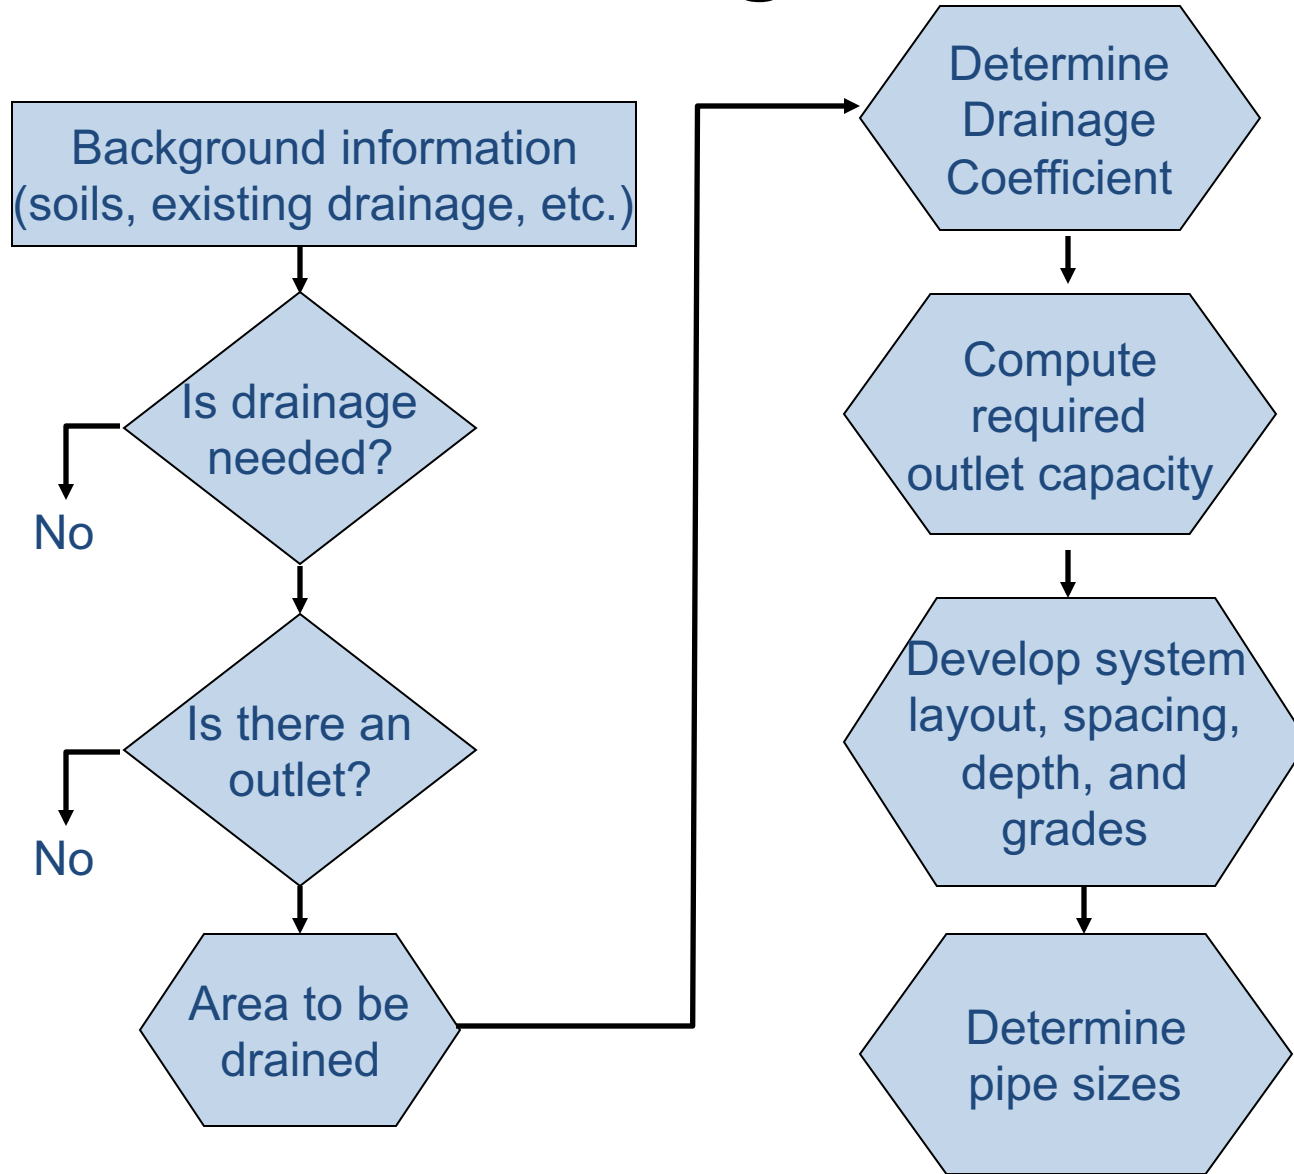 Background information
(soils, existing drainage, etc.)
Is drainage
needed?
No
Is there an
outlet?
No
Area to be
drained
Determine
Drainage
Coefficient
Compute
required
outlet capacity
Develop system
layout, spacing,
depth, and
grades
Determine
pipe sizes